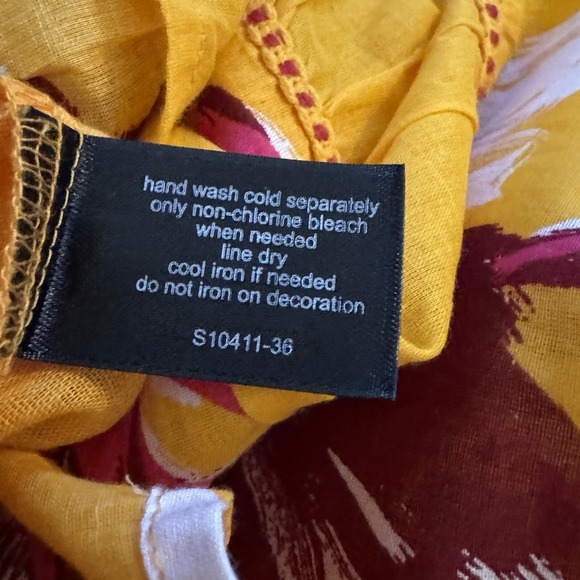 hand wash cold separately
only non-chlorine bleach
when needed
line dry
cool iron if needed
do not iron on decoration
S10411-36